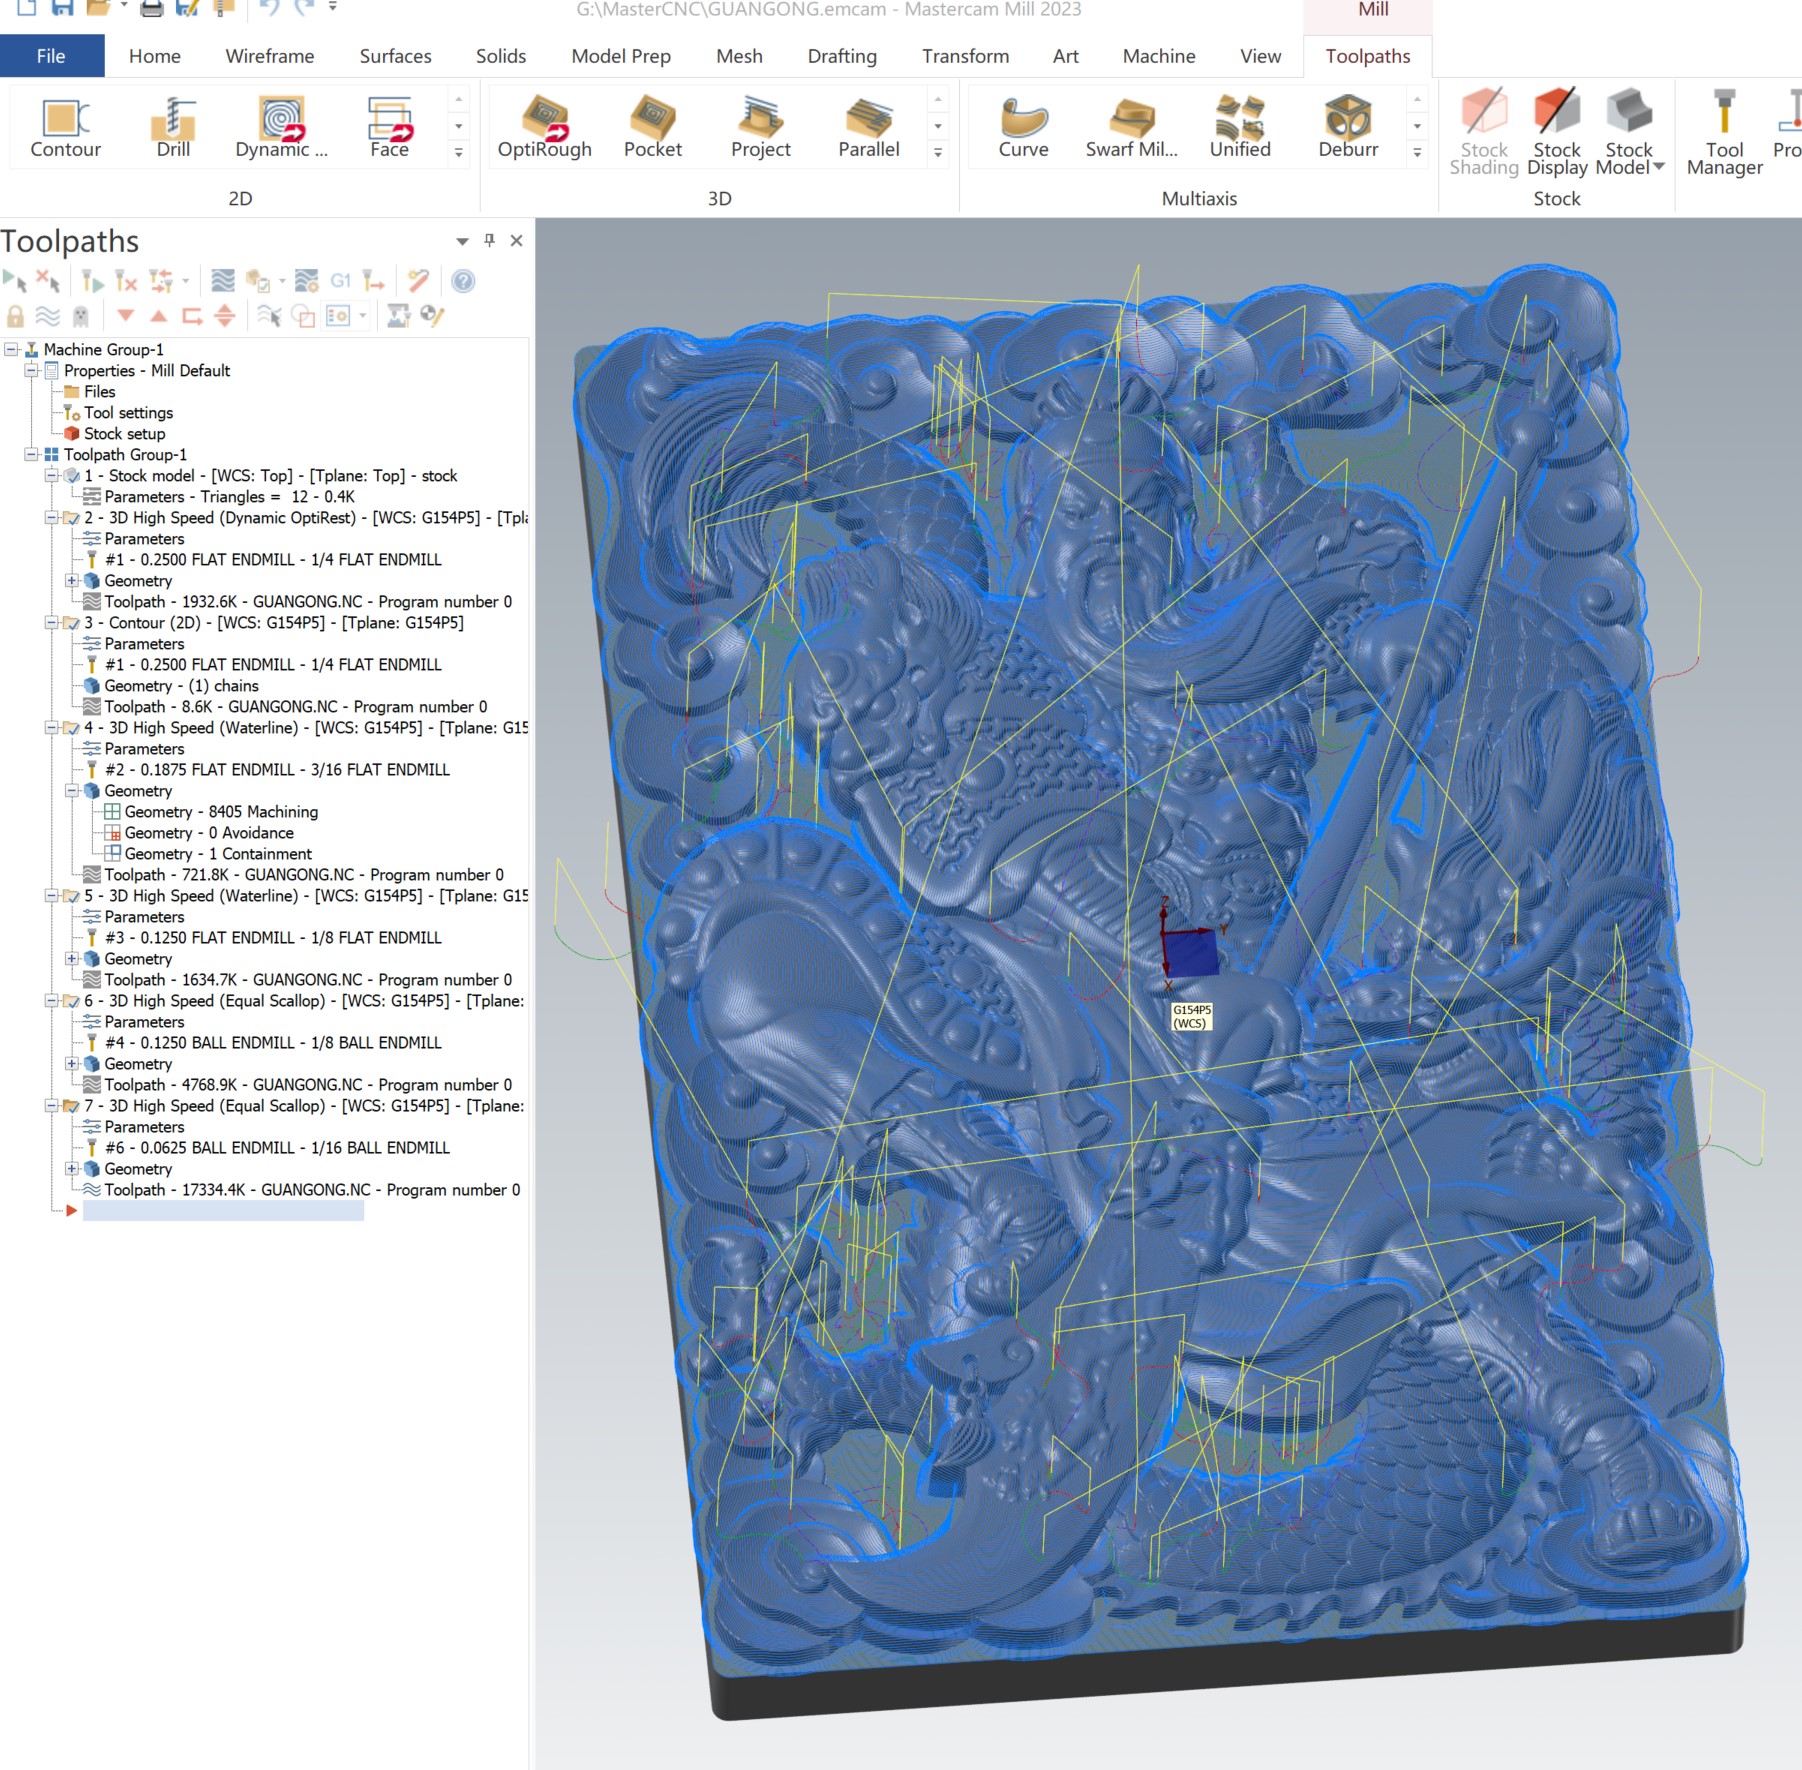 G:\MasterCNC\GUANGONG.emcam - Mastercam Mill 2023
Mill
File Home Wireframe Surfaces Solids Model Prep Mesh Drafting Transform Art Machine View Toolpaths
Contour Drill Dynamic ... Face OptiRough Pocket Project Parallel Curve Swarf Mil... Unified Deburr Stock Shading Stock Display Stock Model Tool Manager Pro
2D 3D Multiaxis Stock
Toolpaths
G1
Machine Group-1
Properties - Mill Default
Files
Tool settings
Stock setup
Toolpath Group-1
1 - Stock model - [WCS: Top] - [Tplane: Top] - stock
Parameters - Triangles = 12 - 0.4K
2 - 3D High Speed (Dynamic OptiRest) - [WCS: G154P5] - [Tpl
Parameters
#1 - 0.2500 FLAT ENDMILL - 1/4 FLAT ENDMILL
Geometry
Toolpath - 1932.6K - GUANGONG.NC - Program number 0
3 - Contour (2D) - [WCS: G154P5] - [Tplane: G154P5]
Parameters
#1 - 0.2500 FLAT ENDMILL - 1/4 FLAT ENDMILL
Geometry - (1) chains
Toolpath - 8.6K - GUANGONG.NC - Program number 0
4 - 3D High Speed (Waterline) - [WCS: G154P5] - [Tplane: G15
Parameters
#2 - 0.1875 FLAT ENDMILL - 3/16 FLAT ENDMILL
Geometry
Geometry - 8405 Machining
Geometry - 0 Avoidance
Geometry - 1 Containment
Toolpath - 721.8K - GUANGONG.NC - Program number 0
5 - 3D High Speed (Waterline) - [WCS: G154P5] - [Tplane: G15
Parameters
#3 - 0.1250 FLAT ENDMILL - 1/8 FLAT ENDMILL
Geometry
Toolpath - 1634.7K - GUANGONG.NC - Program number 0
6 - 3D High Speed (Equal Scallop) - [WCS: G154P5] - [Tplane:
Parameters
#4 - 0.1250 BALL ENDMILL - 1/8 BALL ENDMILL
Geometry
Toolpath - 4768.9K - GUANGONG.NC - Program number 0
7 - 3D High Speed (Equal Scallop) - [WCS: G154P5] - [Tplane:
Parameters
#6 - 0.0625 BALL ENDMILL - 1/16 BALL ENDMILL
Geometry
Toolpath - 17334.4K - GUANGONG.NC - Program number 0
Z
Y
X
G154P5
(WCS)